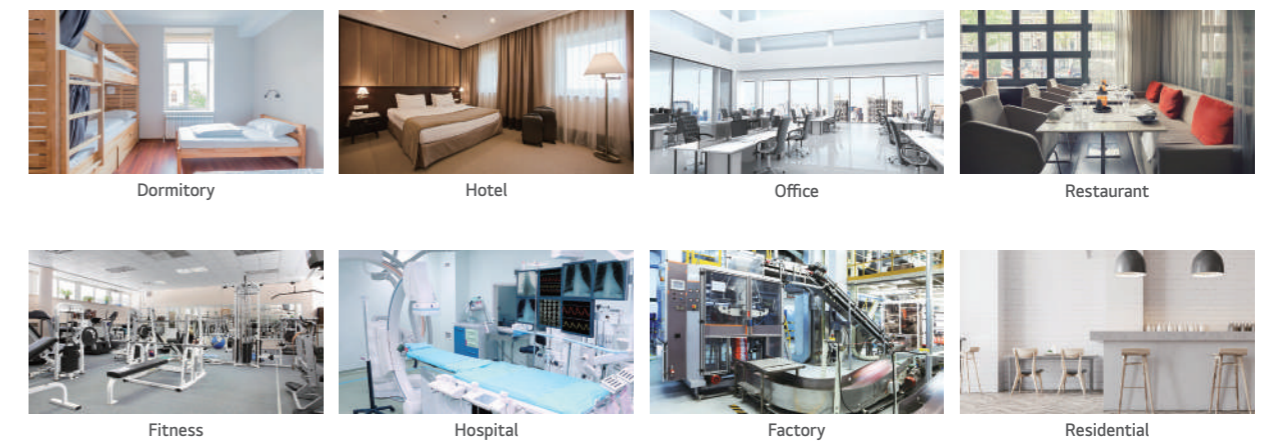 Dormitory
Hotel
Office
Restaurant
Fitness
Hospital
Factory
Residential